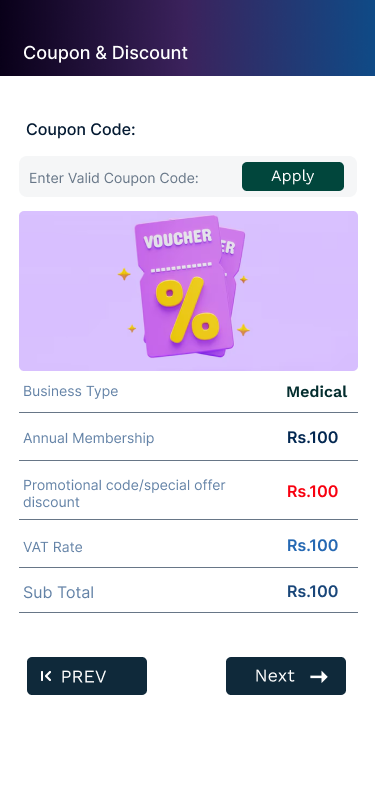 Coupon & Discount
Coupon Code:
Enter Valid Coupon Code:
Apply
VOUCHER
ER
%
Business Type
Medical
Annual Membership
Rs.100
Promotional code/special offer
discount
Rs.100
VAT Rate
Rs.100
Sub Total
Rs.100
PREV
Next